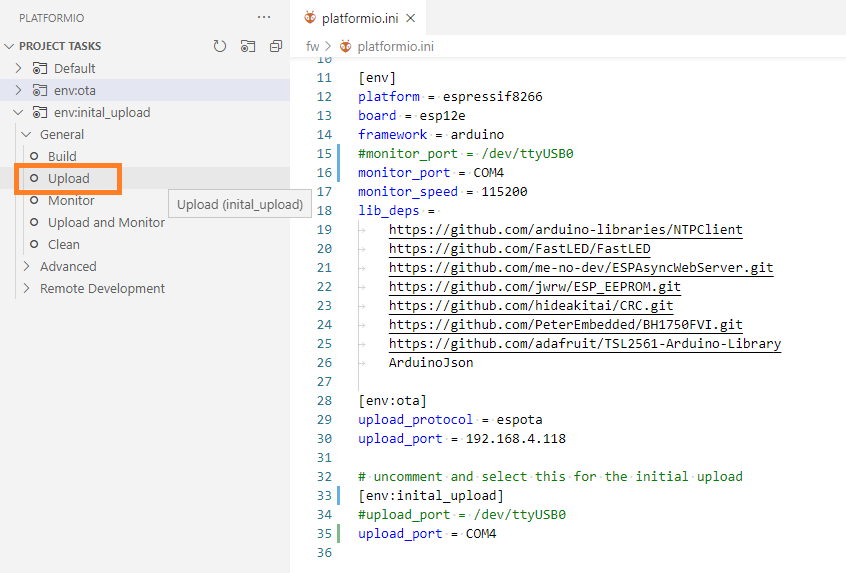 PLATFORMIO
PROJECT TASKS
Default
env:ota
env:inital_upload
General
Build
Upload
Monitor
Upload (inital_upload)
Upload and Monitor
Clean
Advanced
Remote Development
platformio.ini
fw > platformio.ini
10
11 [env]
12 platform = espressif8266
13 board = esp12e
14 framework = arduino
15 #monitor_port = /dev/ttyUSB0
16 monitor_port = COM4
17 monitor_speed = 115200
18 lib_deps =
19 https://github.com/arduino-libraries/NTPClient
20 https://github.com/FastLED/FastLED
21 https://github.com/me-no-dev/ESPAsyncWebServer.git
22 https://github.com/jwrw/ESP_EEPROM.git
23 https://github.com/hideakitai/CRC.git
24 https://github.com/PeterEmbedded/BH1750FVI.git
25 https://github.com/adafruit/TSL2561-Arduino-Library
26 ArduinoJson
27
28 [env:ota]
29 upload_protocol = espota
30 upload_port = 192.168.4.118
31
32 # uncomment and select this for the initial upload
33 [env:inital_upload]
34 #upload_port = /dev/ttyUSB0
35 upload_port = COM4
36